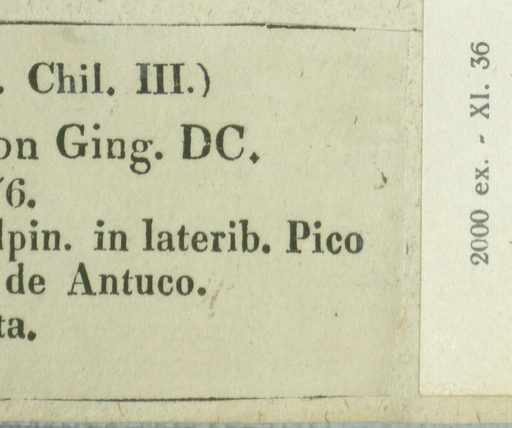 . Chil. III.)
on Ging. DC.
76.
lpin. in laterib. Pico
de Antuco.
ta.
2000 ex. - XI. 36